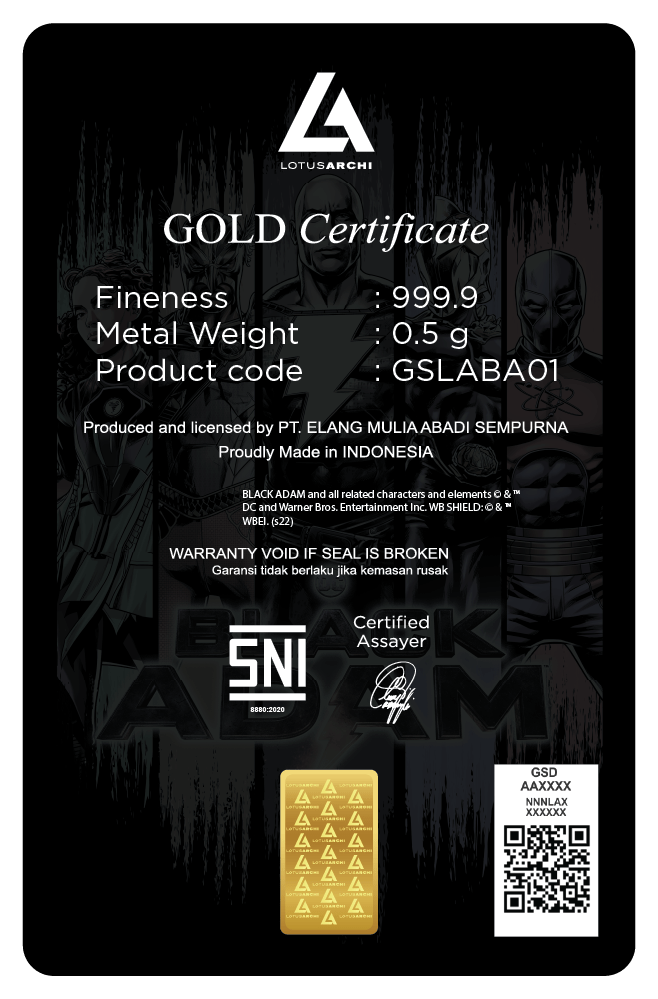 LOTUSARCHI
GOLD Certificate
Fineness : 999.9
Metal Weight : 0.5 g
Product code : GSLABA01
Produced and licensed by PT. ELANG MULIA ABADI SEMPURNA
Proudly Made in INDONESIA
BLACK ADAM and all related characters and elements © & ™
DC and Warner Bros. Entertainment Inc. WB SHIELD: © & ™
WBEI. (s22)
WARRANTY VOID IF SEAL IS BROKEN
Garansi tidak berlaku jika kemasan rusak
BLACK
ADAM
SNI
8880:2020
Certified
Assayer
GSD
AAXXXX
NNNLAX
XXXXXX
LOTUSARCHI